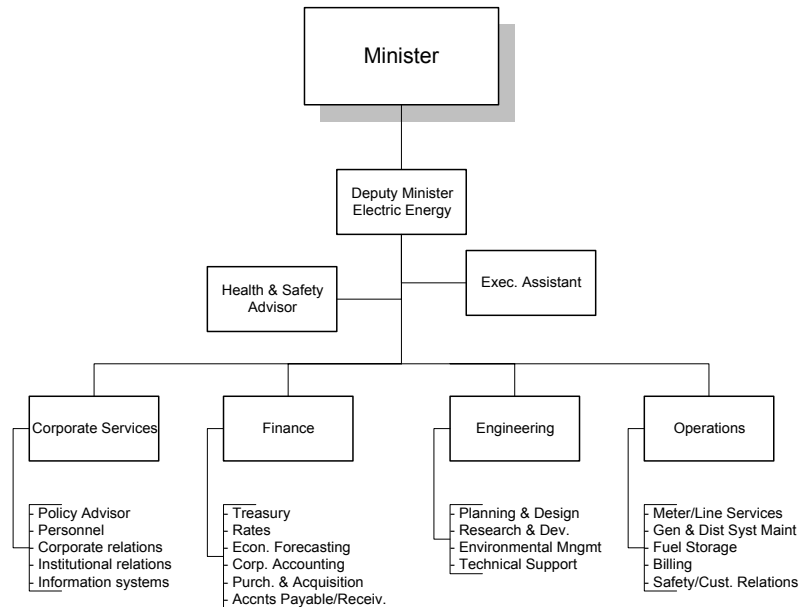 Minister
Deputy Minister
Electric Energy
Health & Safety
Advisor
Exec. Assistant
Corporate Services
Finance
Engineering
Operations
- Policy Advisor
- Personnel
- Corporate relations
- Institutional relations
- Information systems
- Treasury
- Rates
- Econ. Forecasting
- Corp. Accounting
- Purch. & Acquisition
- Accnts Payable/Receiv.
- Planning & Design
- Research & Dev.
- Environmental Mngmt
- Technical Support
- Meter/Line Services
- Gen & Dist Syst Maint
- Fuel Storage
- Billing
- Safety/Cust. Relations